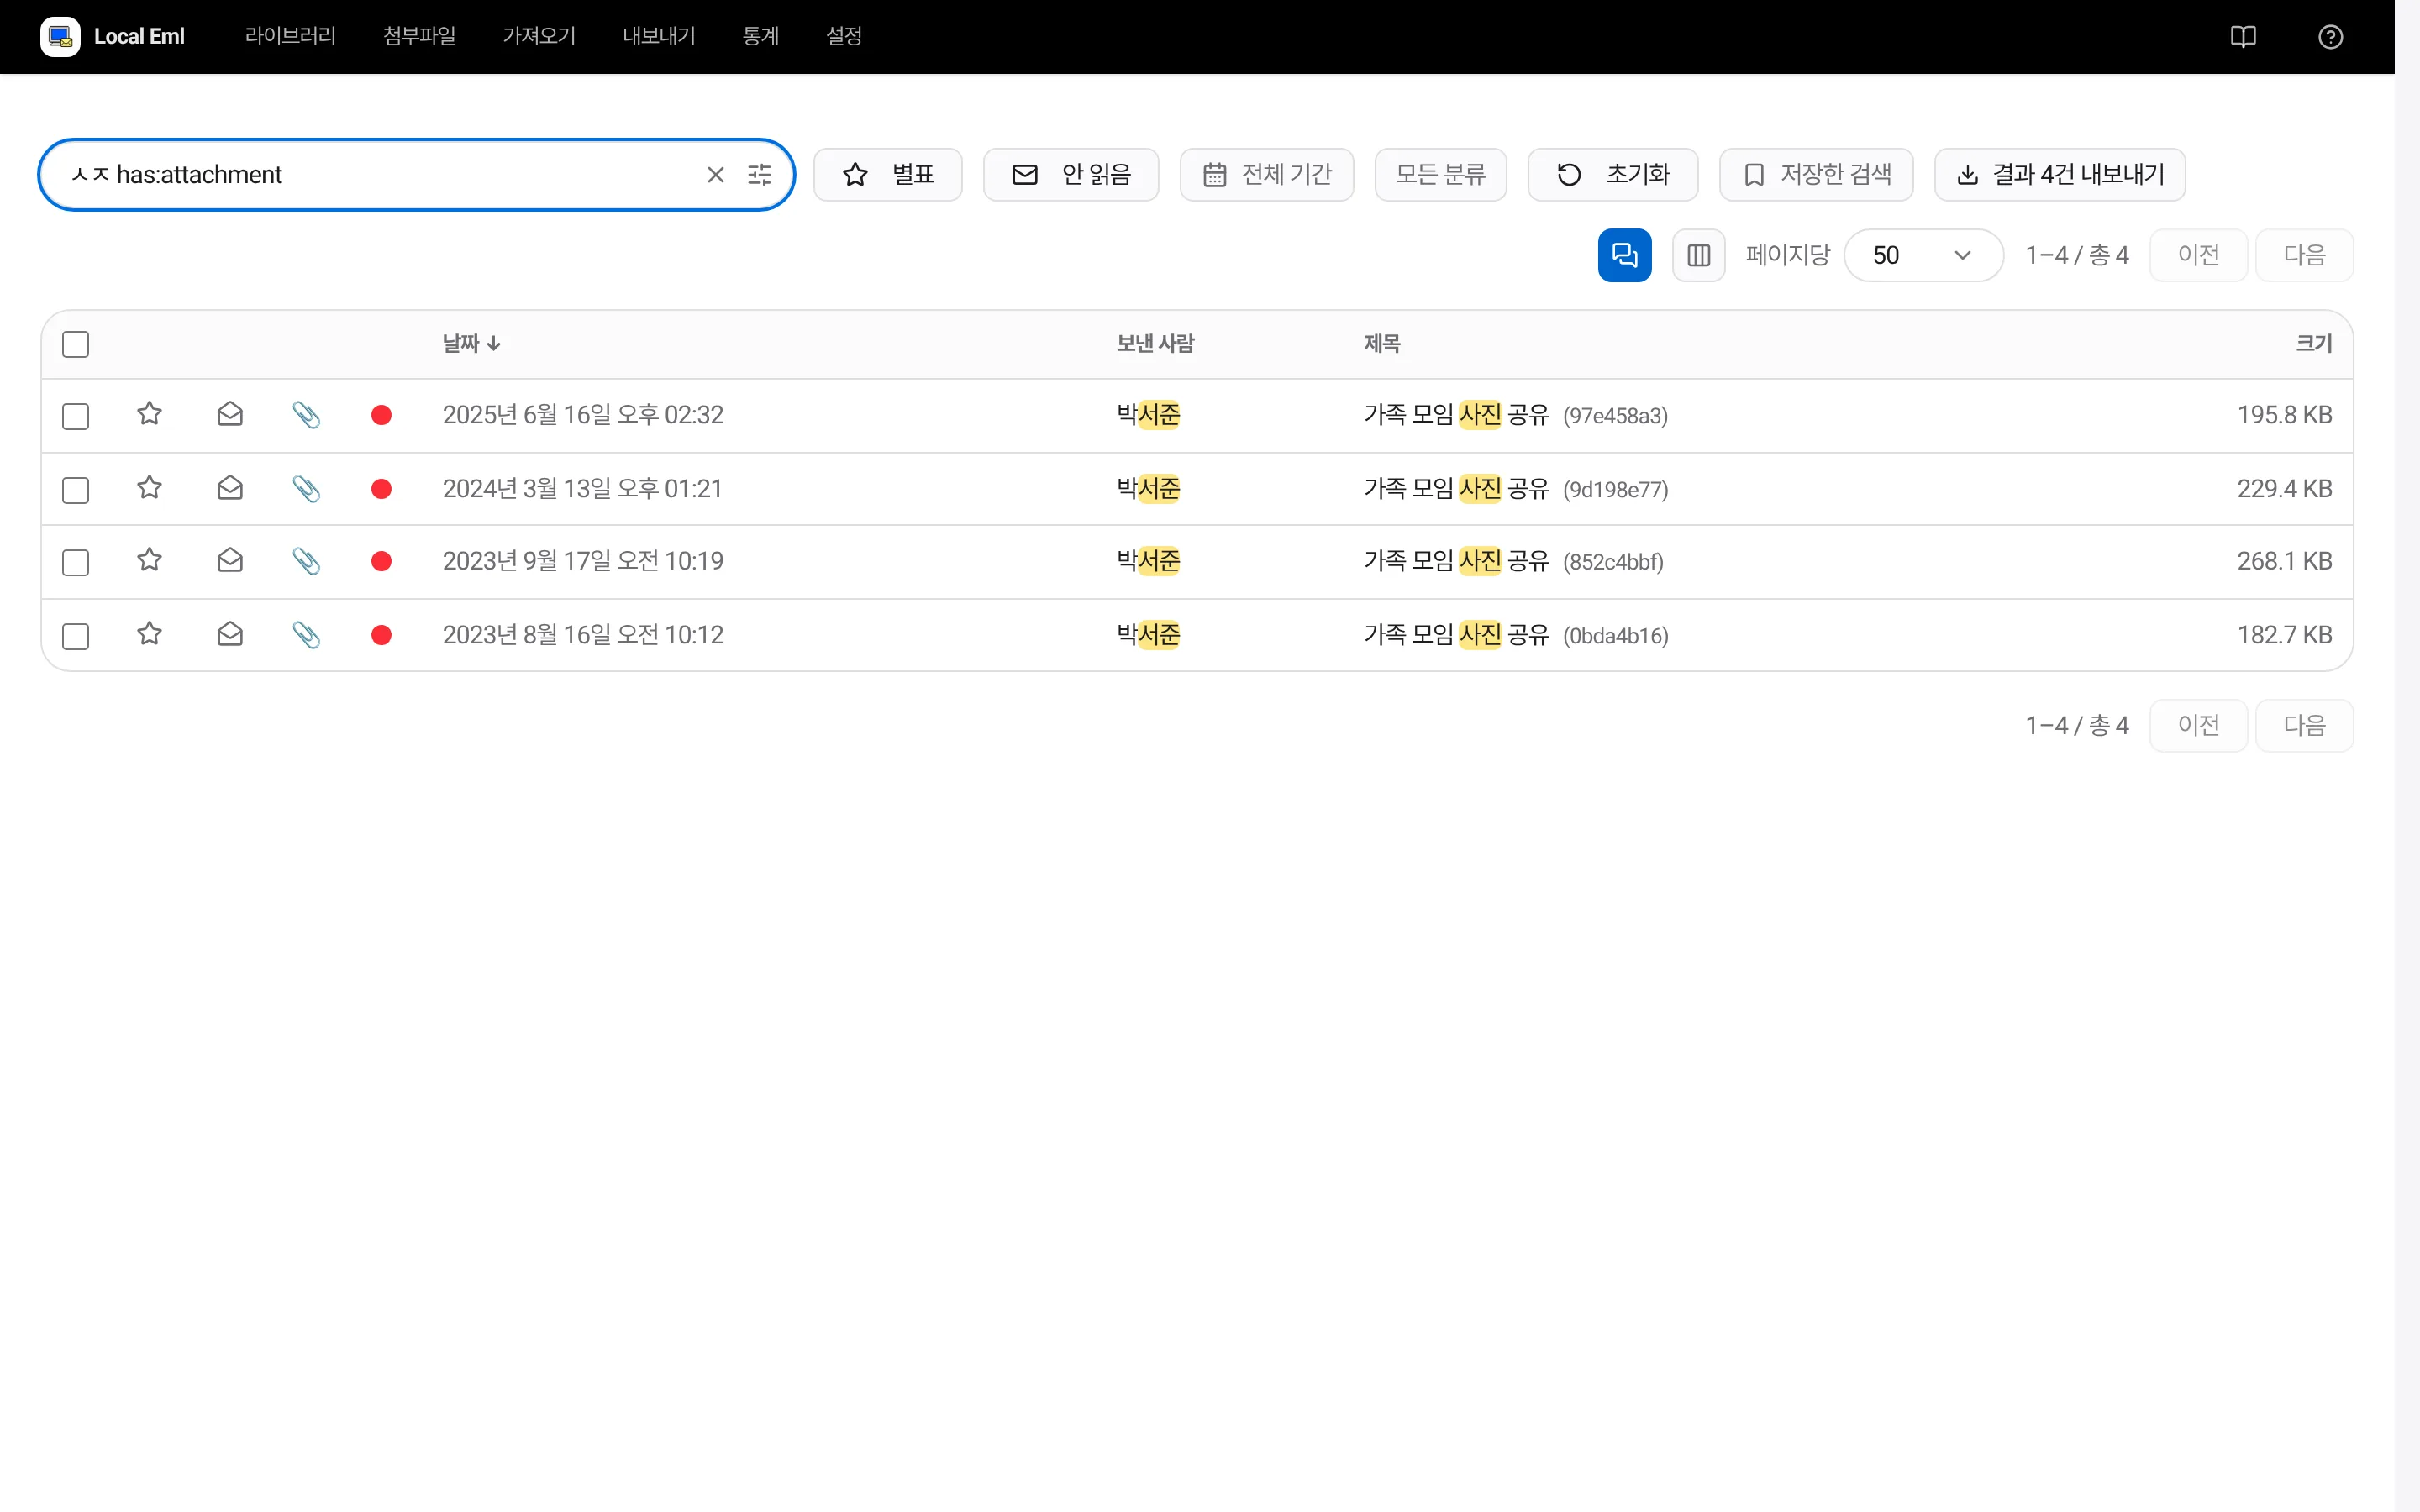 Local Eml 라이브러리 첨부파일 가져오기 내보내기 통계 설정
ㅅㅈ has:attachment 별표 안 읽음 전체 기간 모든 분류 초기화 저장한 검색 결과 4건 내보내기
페이지당 50 1–4 / 총 4 이전 다음
날짜 ↓ 보낸 사람 제목 크기
2025년 6월 16일 오후 02:32 박서준 가족 모임 사진 공유 (97e458a3) 195.8 KB
2024년 3월 13일 오후 01:21 박서준 가족 모임 사진 공유 (9d198e77) 229.4 KB
2023년 9월 17일 오전 10:19 박서준 가족 모임 사진 공유 (852c4bbf) 268.1 KB
2023년 8월 16일 오전 10:12 박서준 가족 모임 사진 공유 (0bda4b16) 182.7 KB
1–4 / 총 4 이전 다음